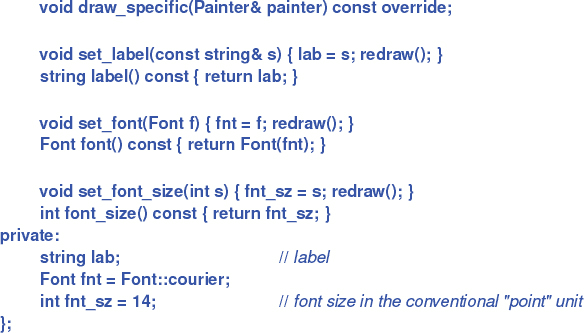 void draw_specific(Painter& painter) const override;
void set_label(const string& s) { lab = s; redraw(); }
string label() const { return lab; }
void set_font(Font f) { fnt = f; redraw(); }
Font font() const { return Font(fnt); }
void set_font_size(int s) { fnt_sz = s; redraw(); }
int font_size() const { return fnt_sz; }
private:
string lab; // label
Font fnt = Font::courier;
int fnt_sz = 14; // font size in the conventional "point" unit
};